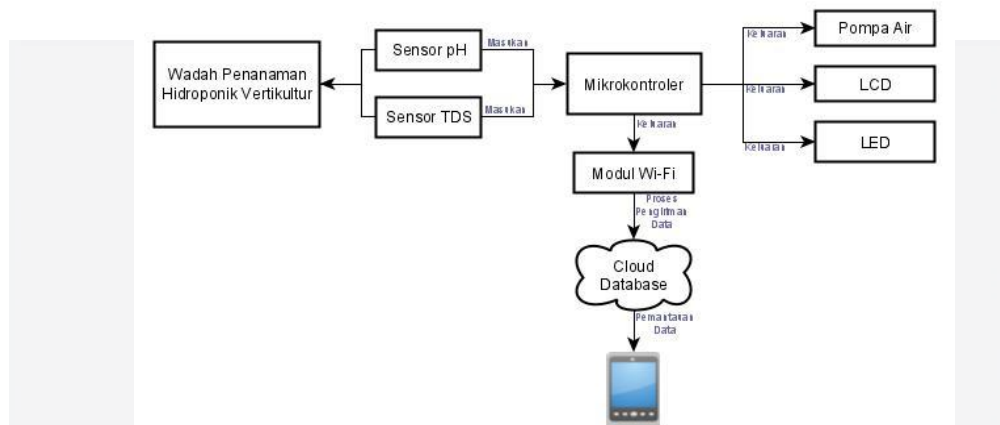 Wadah Penanaman
Hidroponik Vertikultur
Sensor pH
Masukan
Sensor TDS
Masukan
Mikrokontroler
Keluaran
Pompa Air
Keluaran
LCD
Keluaran
LED
Keluaran
Modul Wi-Fi
Proses
Pengiriman
Data
Cloud
Database
Pemantauan
Data